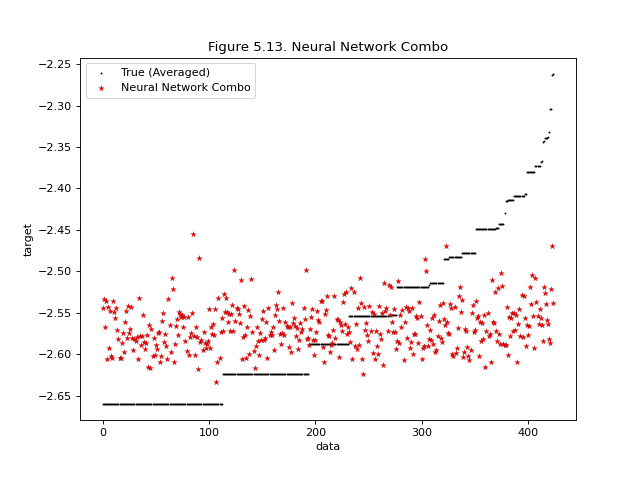 Figure 5.13. Neural Network Combo
True (Averaged)
Neural Network Combo
−2.25
−2.30
−2.35
−2.40
−2.45
−2.50
−2.55
−2.60
−2.65
target
0 100 200 300 400
data